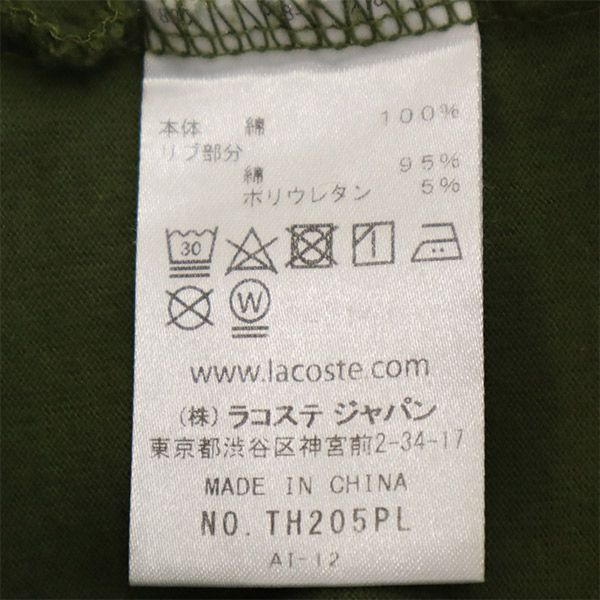 本体 綿 100%
リブ部分
綿 95%
ポリウレタン 5%
30
W
www.lacoste.com
(株) ラコステ ジャパン
東京都渋谷区神宮前2-34-17
MADE IN CHINA
NO. TH205PL
AI-12